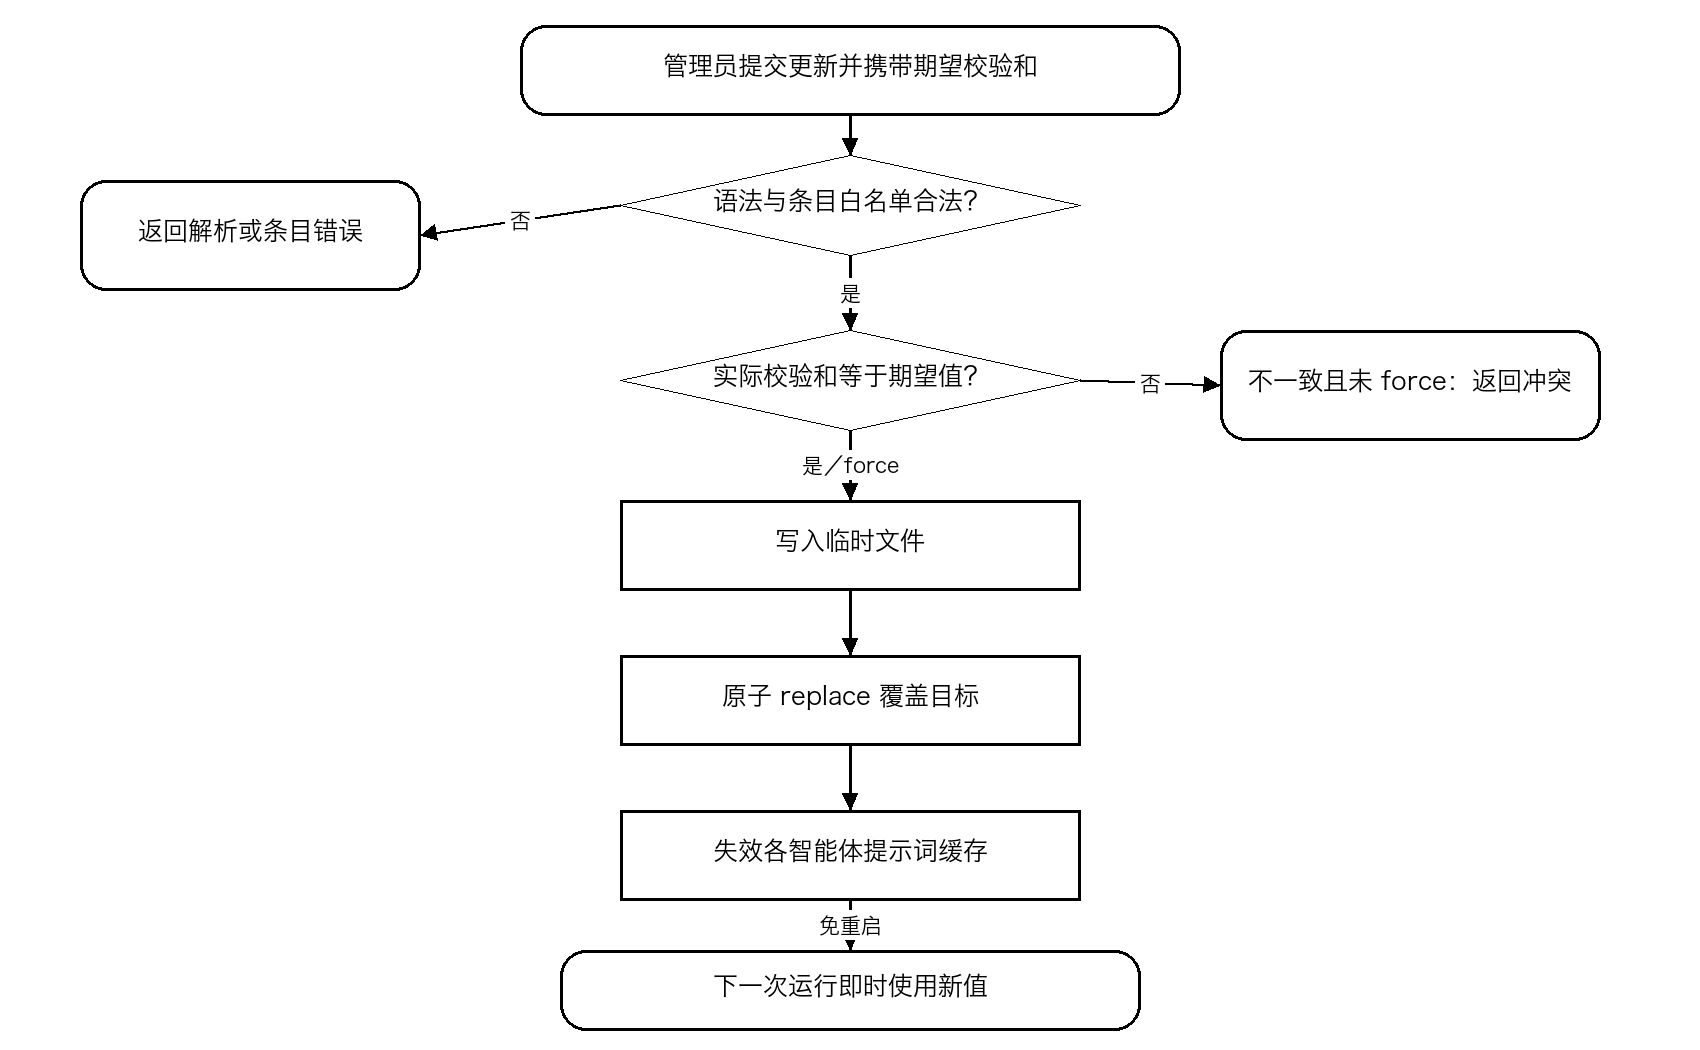 管理员提交更新并携带期望校验和
语法与条目白名单合法？
否
返回解析或条目错误
是
实际校验和等于期望值？
否
不一致且未 force：返回冲突
是／force
写入临时文件
原子 replace 覆盖目标
失效各智能体提示词缓存
免重启
下一次运行即时使用新值